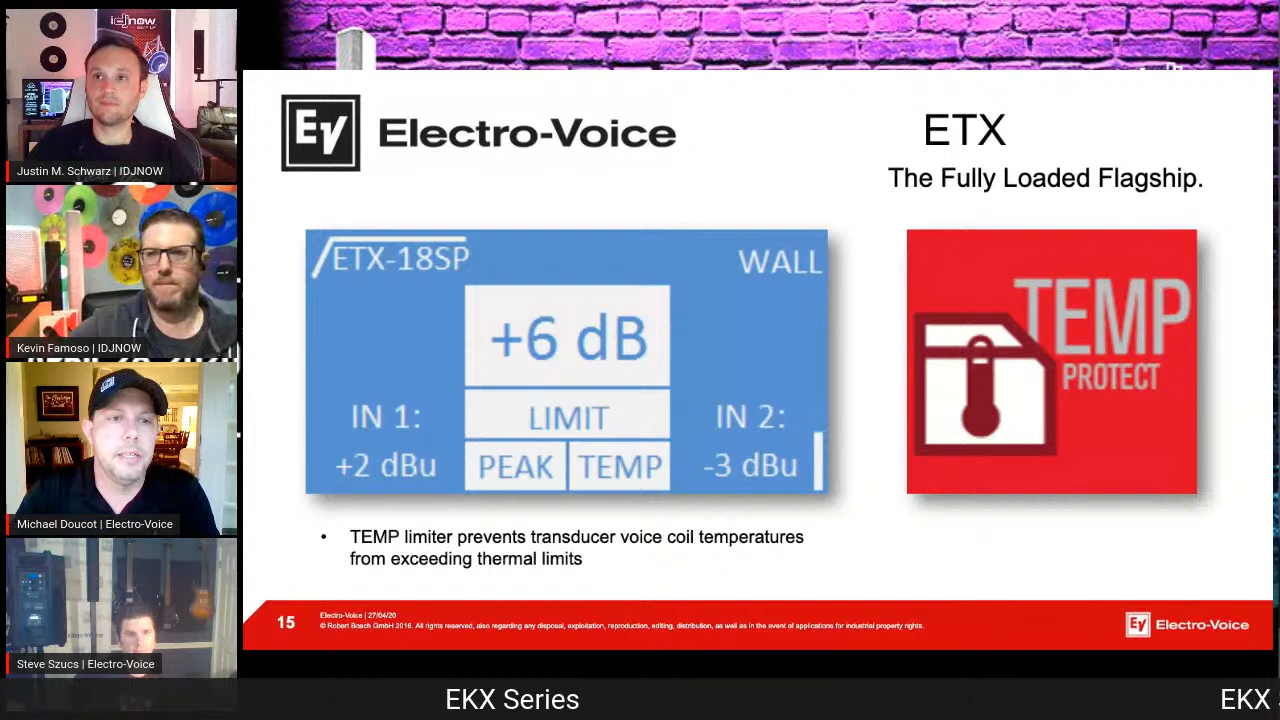 idjnow
Justin M. Schwarz | IDJNOW
Kevin Famoso | IDJNOW
Michael Doucot | Electro-Voice
Steve Szucs | Electro-Voice
EV Electro-Voice
ETX
The Fully Loaded Flagship.
ETX-18SP
WALL
+6 dB
IN 1:
LIMIT
IN 2:
+2 dBu
PEAK
TEMP
-3 dBu
TEMP
PROTECT
• TEMP limiter prevents transducer voice coil temperatures
from exceeding thermal limits
15
Electro-Voice | 27/04/20
© Robert Bosch GmbH 2016. All rights reserved, also regarding any disposal, exploitation, reproduction, editing, distribution, as well as in the event of applications for industrial property rights.
EV Electro-Voice
EKX Series
EKX